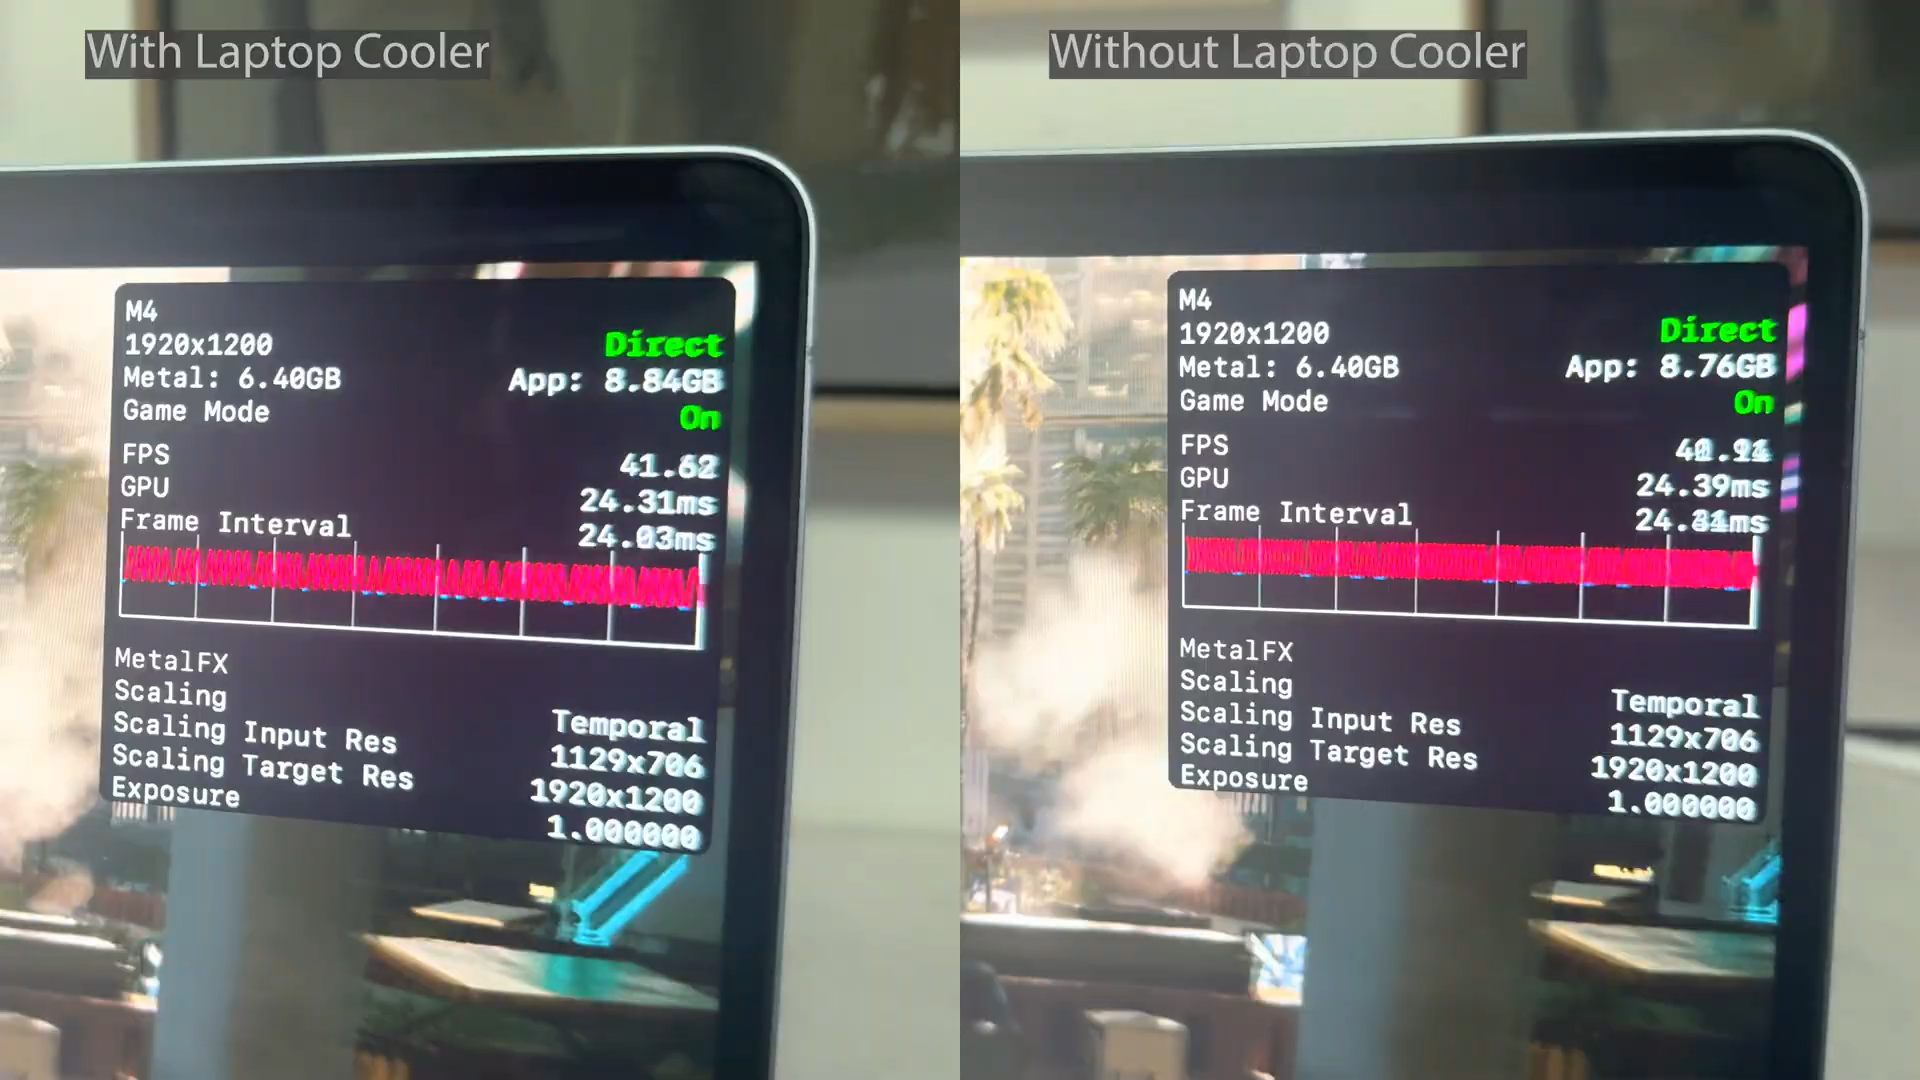 With Laptop Cooler
M4
1920x1200 Direct
Metal: 6.40GB App: 8.84GB
Game Mode On
FPS 41.62
GPU 24.31ms
Frame Interval 24.03ms
MetalFX
Scaling Temporal
Scaling Input Res 1129x706
Scaling Target Res 1920x1200
Exposure 1.000000
Without Laptop Cooler
M4
1920x1200 Direct
Metal: 6.40GB App: 8.76GB
Game Mode On
FPS
GPU 24.39ms
Frame Interval
MetalFX
Scaling Temporal
Scaling Input Res 1129x706
Scaling Target Res 1920x1200
Exposure 1.000000